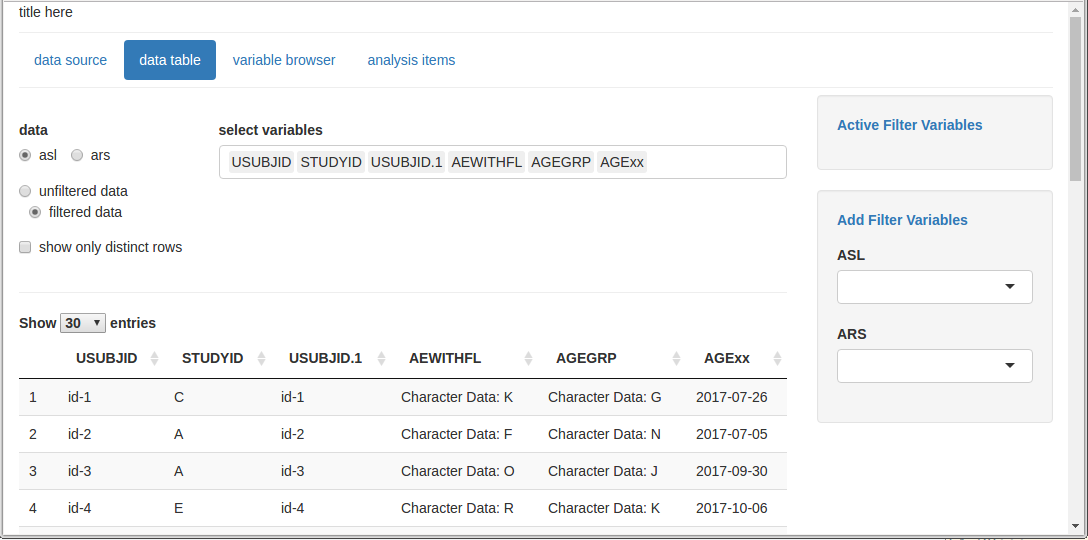 title here
data source data table variable browser analysis items
data
asl ars
unfiltered data
filtered data
show only distinct rows
select variables
USUBJID STUDYID USUBJID.1 AEWITHFL AGEGRP AGExx
Active Filter Variables
Add Filter Variables
ASL
ARS
Show 30 entries
USUBJID STUDYID USUBJID.1 AEWITHFL AGEGRP AGExx
1 id-1 C id-1 Character Data: K Character Data: G 2017-07-26
2 id-2 A id-2 Character Data: F Character Data: N 2017-07-05
3 id-3 A id-3 Character Data: O Character Data: J 2017-09-30
4 id-4 E id-4 Character Data: R Character Data: K 2017-10-06